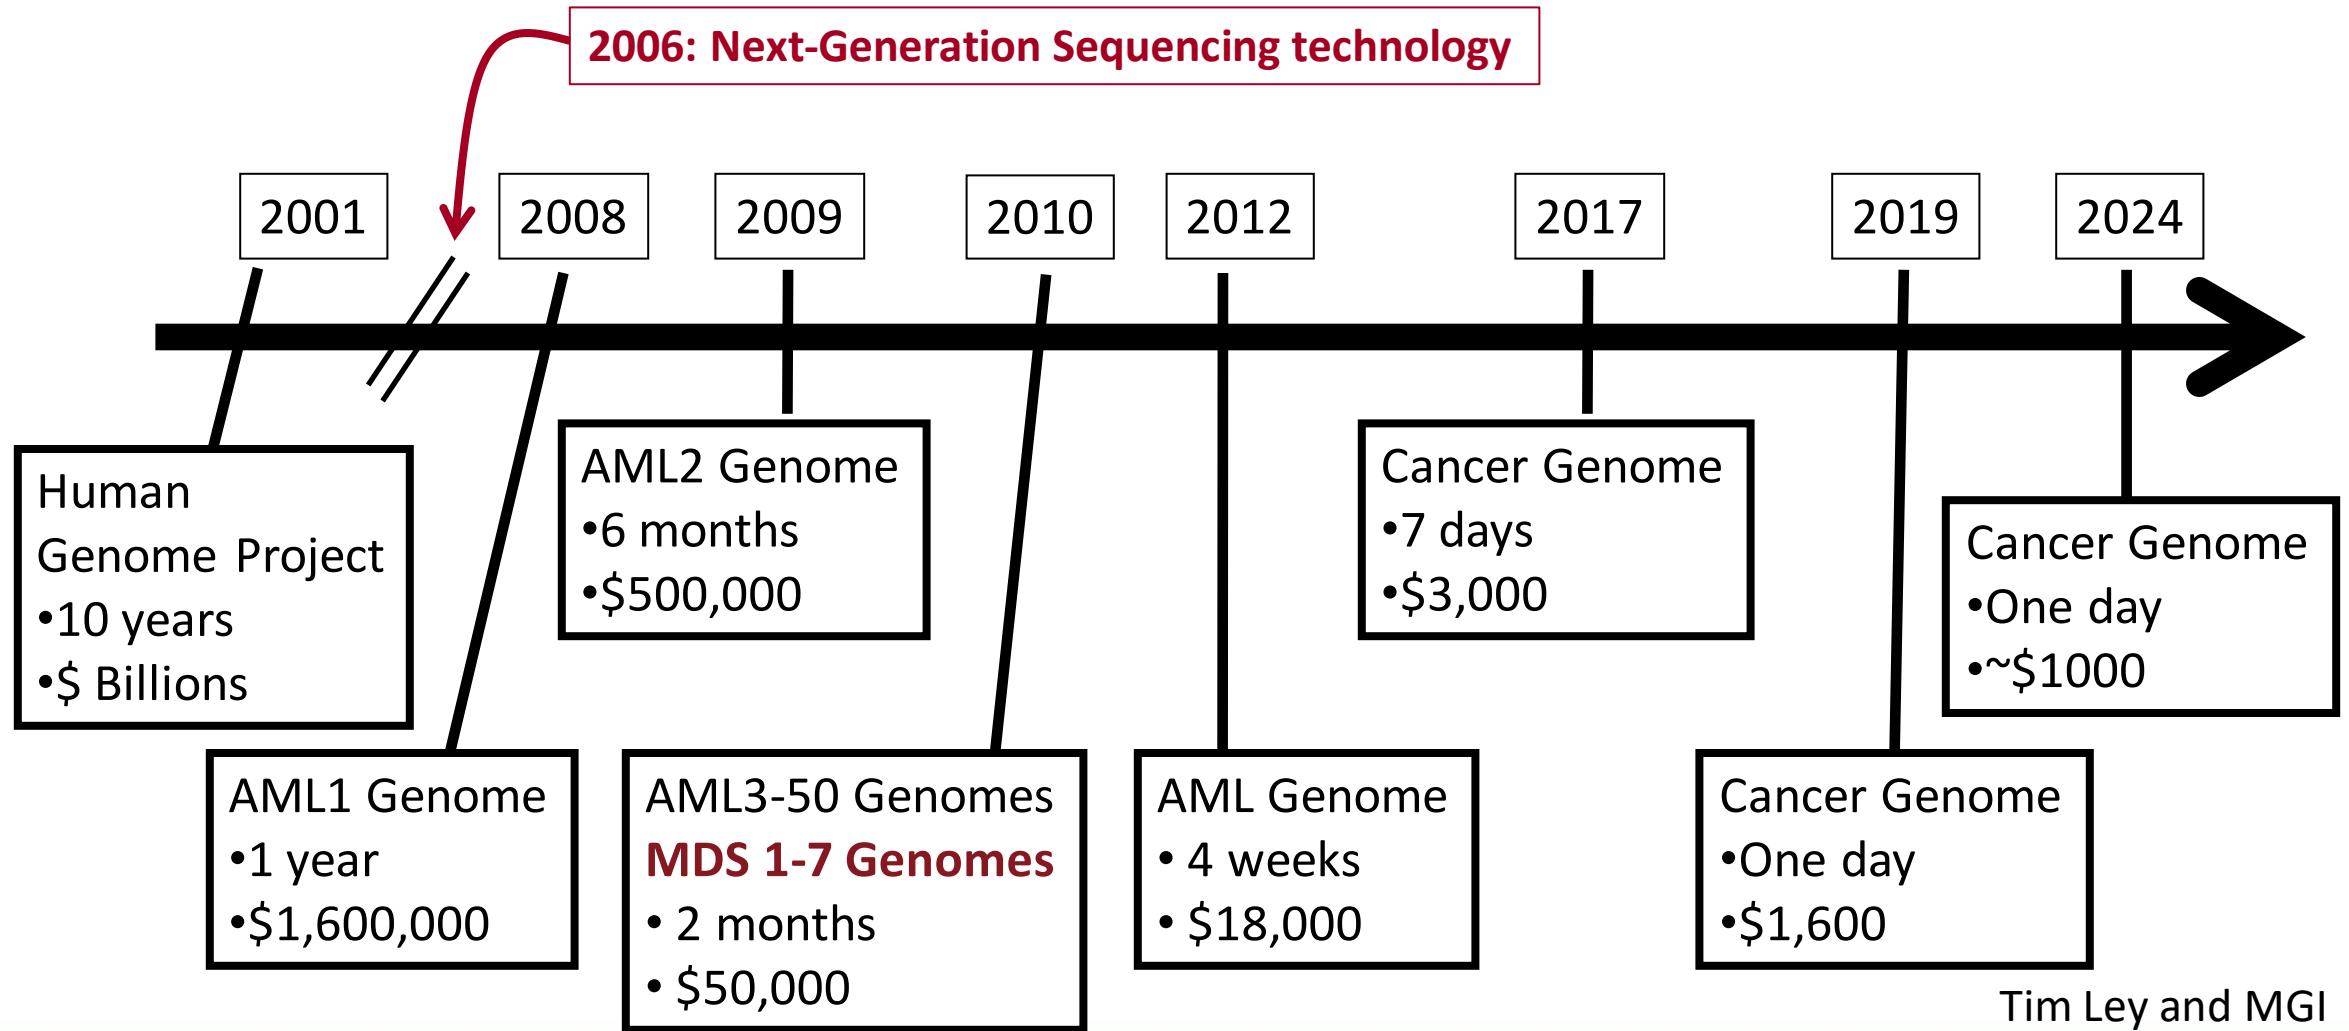 2006: Next-Generation Sequencing technology
2001
2008
2009
2010
2012
2017
2019
2024
Human
Genome Project
•10 years
•$ Billions
AML1 Genome
•1 year
•$1,600,000
AML2 Genome
•6 months
•$500,000
AML3-50 Genomes
MDS 1-7 Genomes
• 2 months
• $50,000
AML Genome
• 4 weeks
• $18,000
Cancer Genome
•7 days
•$3,000
Cancer Genome
•One day
•$1,600
Cancer Genome
•One day
•~$1000
Tim Ley and MGI